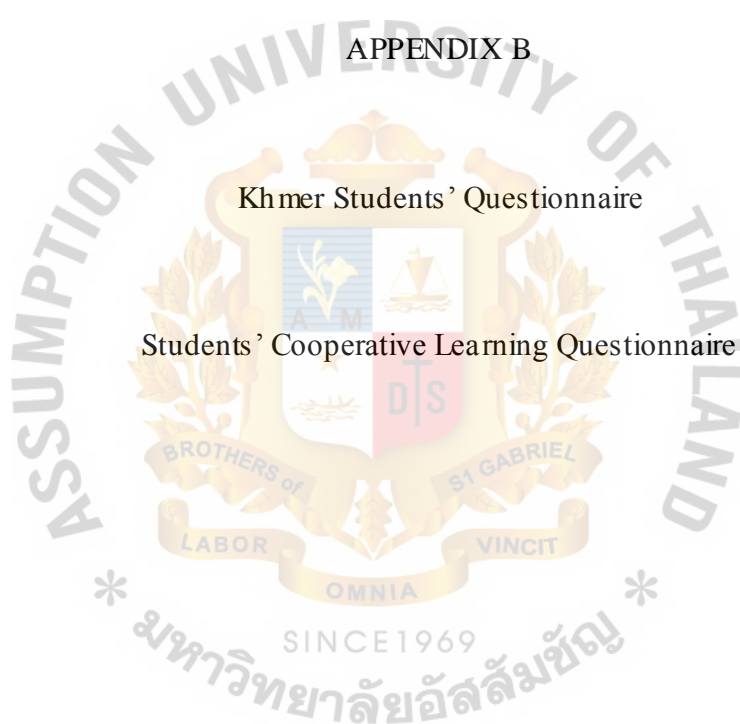 APPENDIX B
UNIVERSITY OF
ASSUMPTION
THAILAND
Khmer Students’ Questionnaire
A M
Students’ Cooperative Learning Questionnaire
D S
BROTHERS of
St GABRIEL
LABOR
VINCIT
OMNIA
SINCE1969
มหาวิทยาลัยอัสสัมชัญ